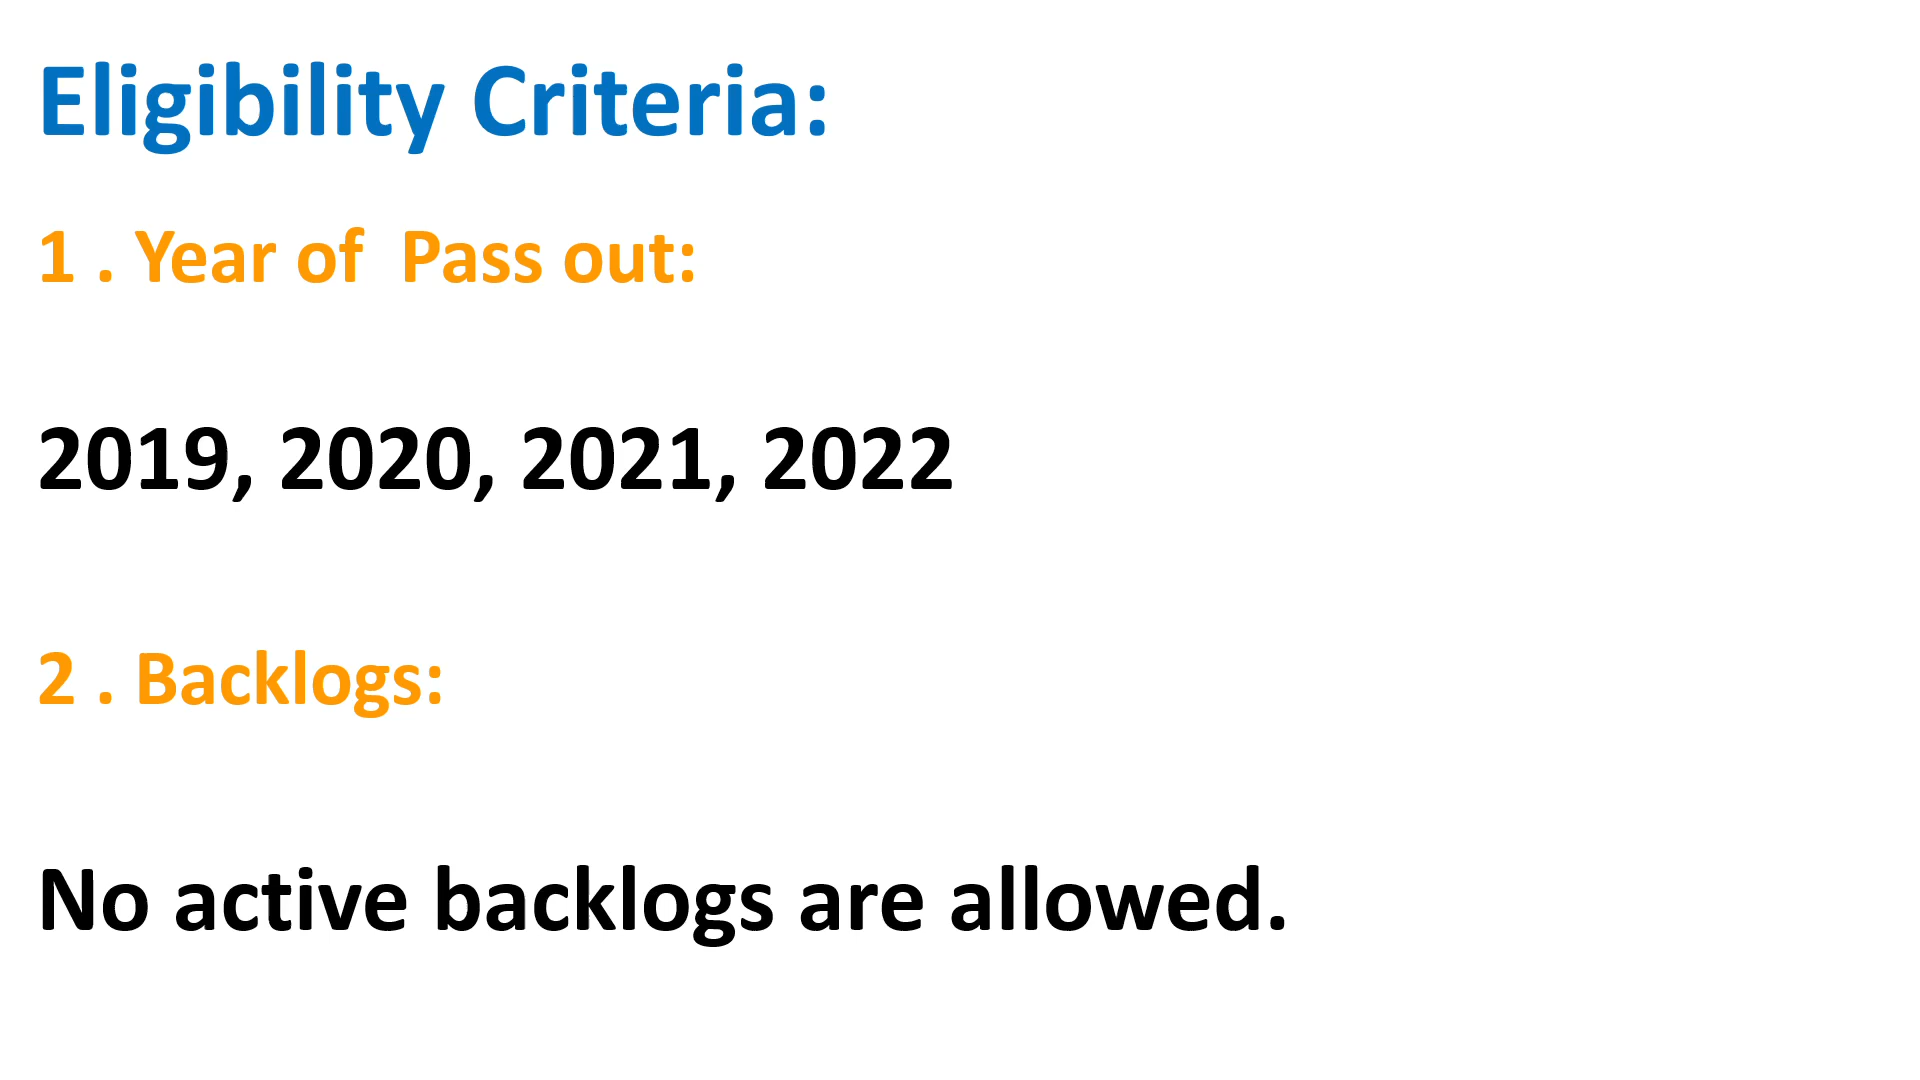 Eligibility Criteria:
1 . Year of  Pass out:
2019, 2020, 2021, 2022
2 . Backlogs:
No active backlogs are allowed.